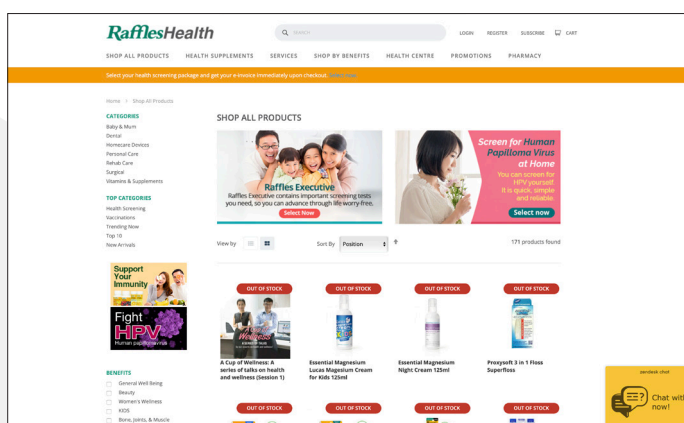 RafflesHealth
SEARCH
LOGIN REGISTER SUBSCRIBE CART
SHOP ALL PRODUCTS HEALTH SUPPLEMENTS SERVICES SHOP BY BENEFITS HEALTH CENTRE PROMOTIONS PHARMACY
Select your health screening package and get your e-invoice immediately upon checkout. Select now
Home Shop All Products
CATEGORIES
Baby & Mum
Dental
Homecare Devices
Personal Care
Rehab Care
Surgical
Vitamins & Supplements
TOP CATEGORIES
Health Screening
Vaccinations
Trending Now
Top 10
New Arrivals
Support
Your
Immunity
Fight
HPV
Human papillomavirus
BENEFITS
General Well Being
Beauty
Women's Wellness
KIDS
Bone, Joints, & Muscle
SHOP ALL PRODUCTS
Raffles Executive
Raffles Executive contains important screening tests
you need, so you can advance through life worry-free.
Select Now
Screen for Human
Papilloma Virus
at Home
You can screen for
HPV yourself.
It is quick, simple
and reliable.
Select now
View by Sort By Position 171 products found
OUT OF STOCK OUT OF STOCK OUT OF STOCK OUT OF STOCK
A Cup of Wellness: A
series of talks on health
and wellness (Session 1)
Essential Magnesium
Lucas Magesium Cream
for Kids 125ml
Essential Magnesium
Night Cream 125ml
Proxysoft 3 in 1 Floss
Superfloss
OUT OF STOCK OUT OF STOCK OUT OF STOCK OUT OF STOCK
zendesk chat
Chat with
now!